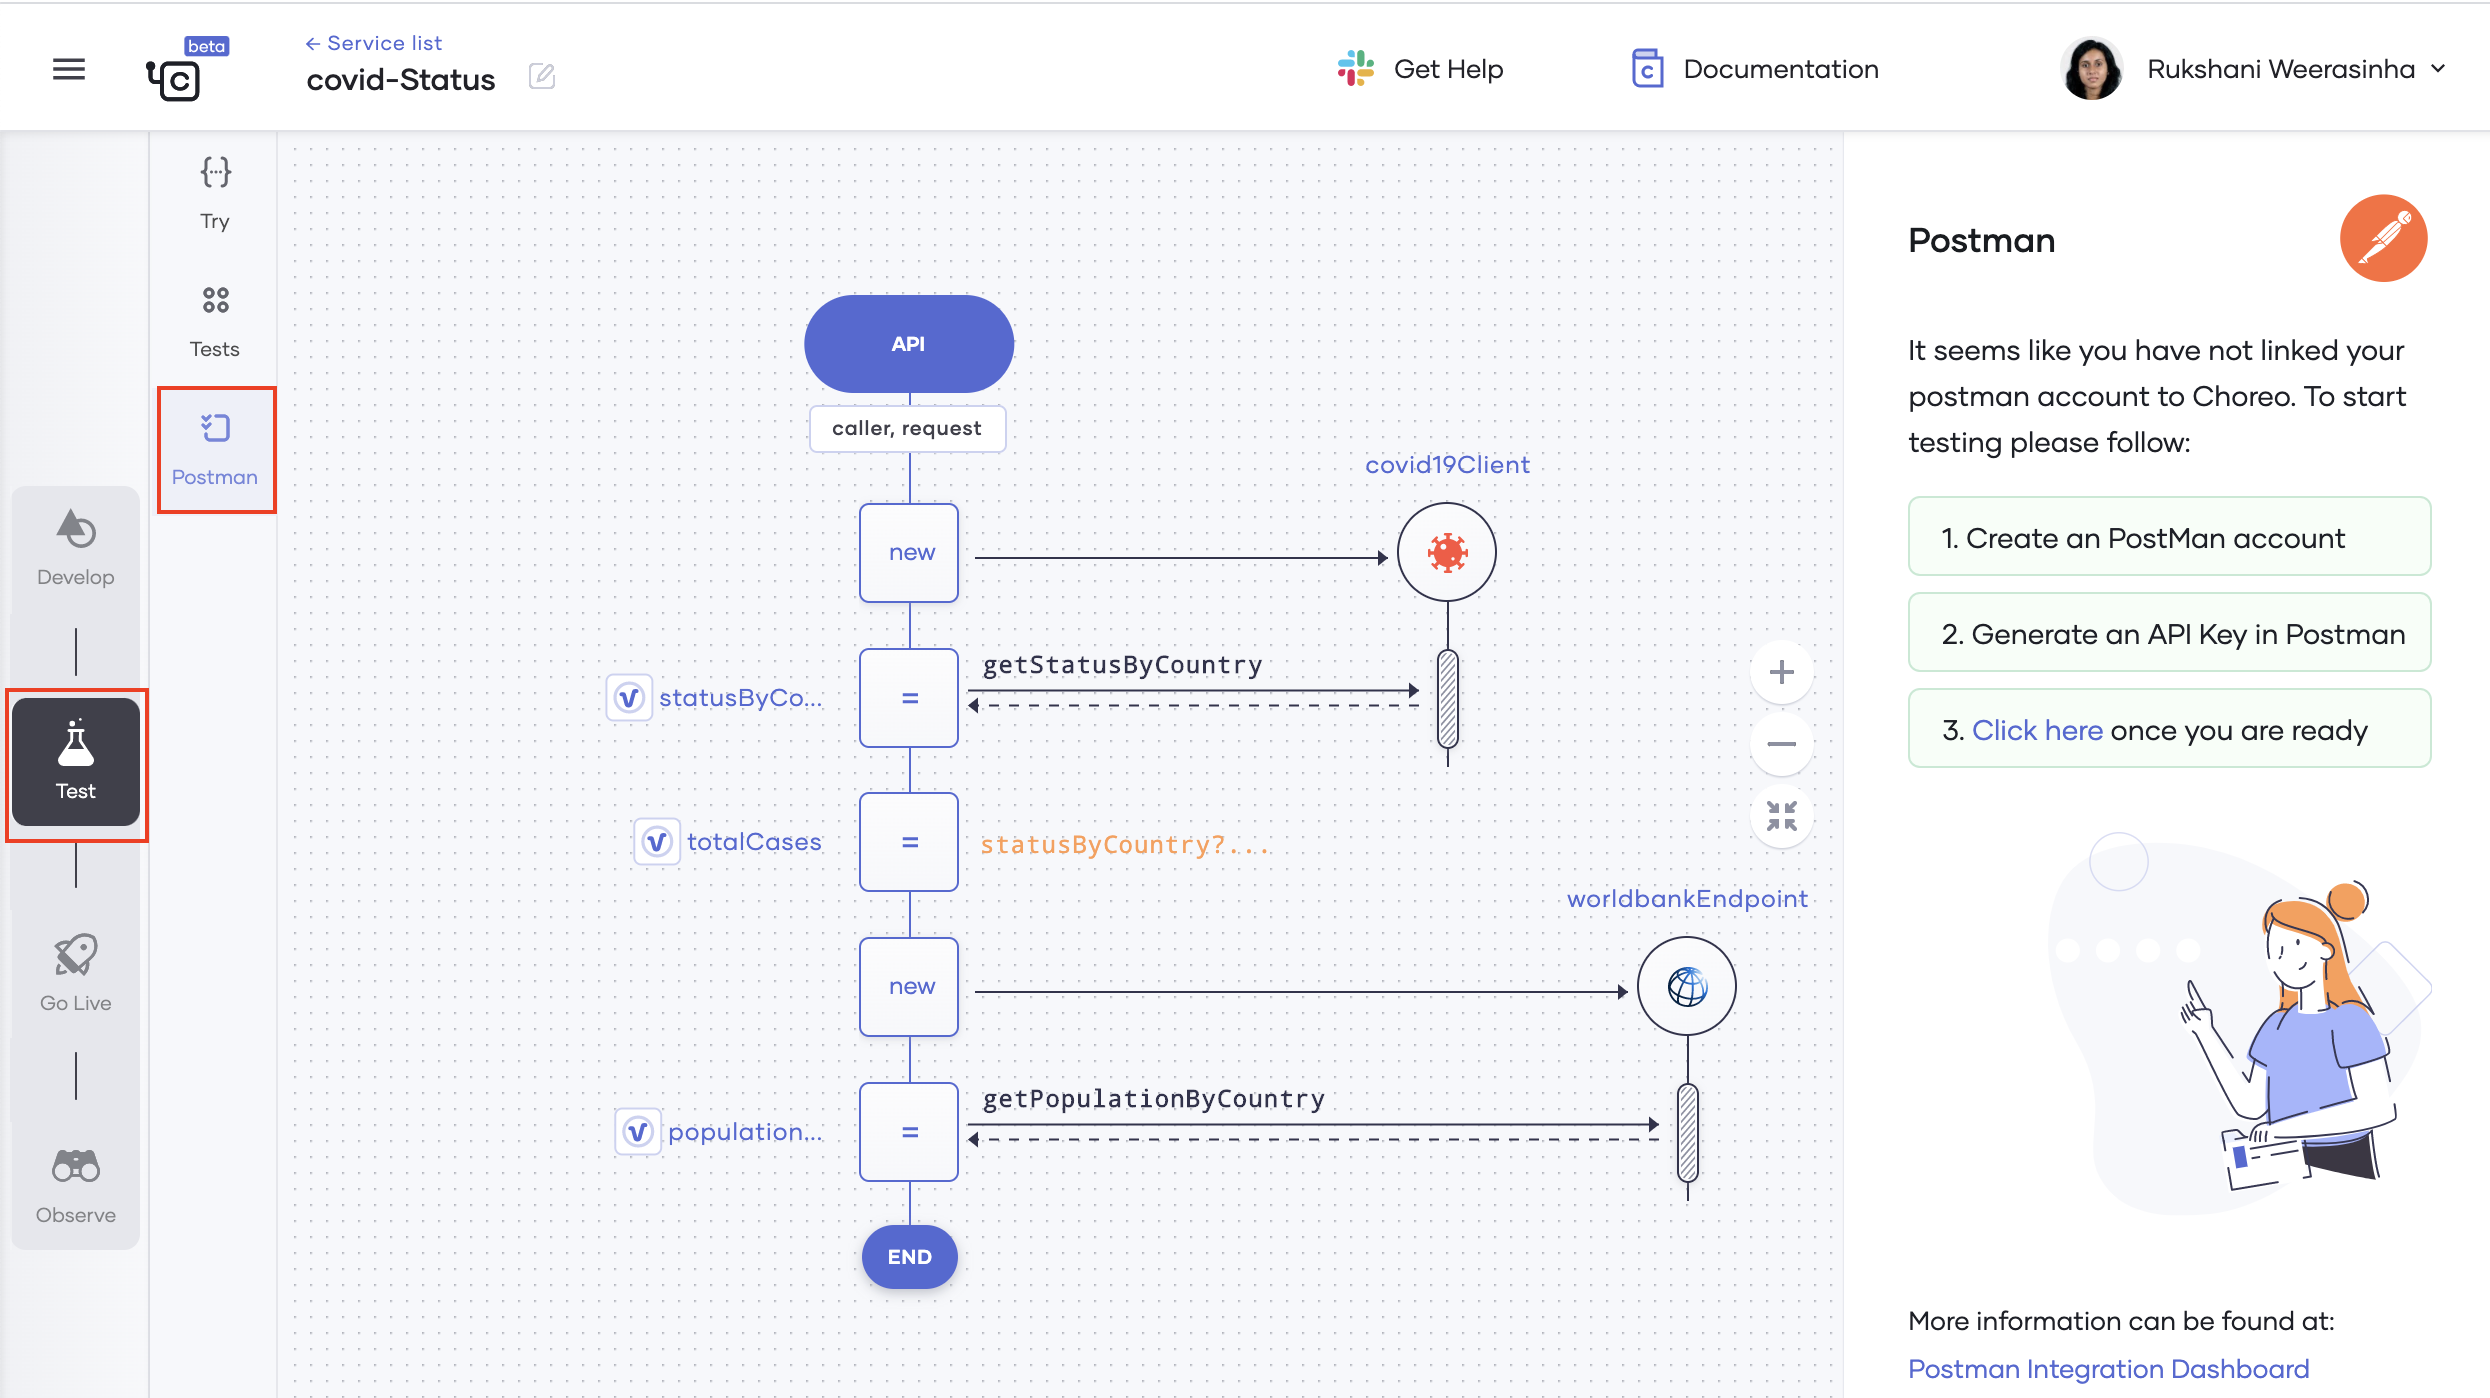 beta
← Service list
covid-Status
Get Help
Documentation
Rukshani Weerasinha
Try
Tests
Postman
Develop
Test
Go Live
Observe
API
caller, request
covid19Client
new
getStatusByCountry
statusByCo...
=
totalCases
=
statusByCountry?...
worldbankEndpoint
new
getPopulationByCountry
population...
=
END
Postman
It seems like you have not linked your
postman account to Choreo. To start
testing please follow:
1. Create an PostMan account
2. Generate an API Key in Postman
3. Click here once you are ready
More information can be found at:
Postman Integration Dashboard